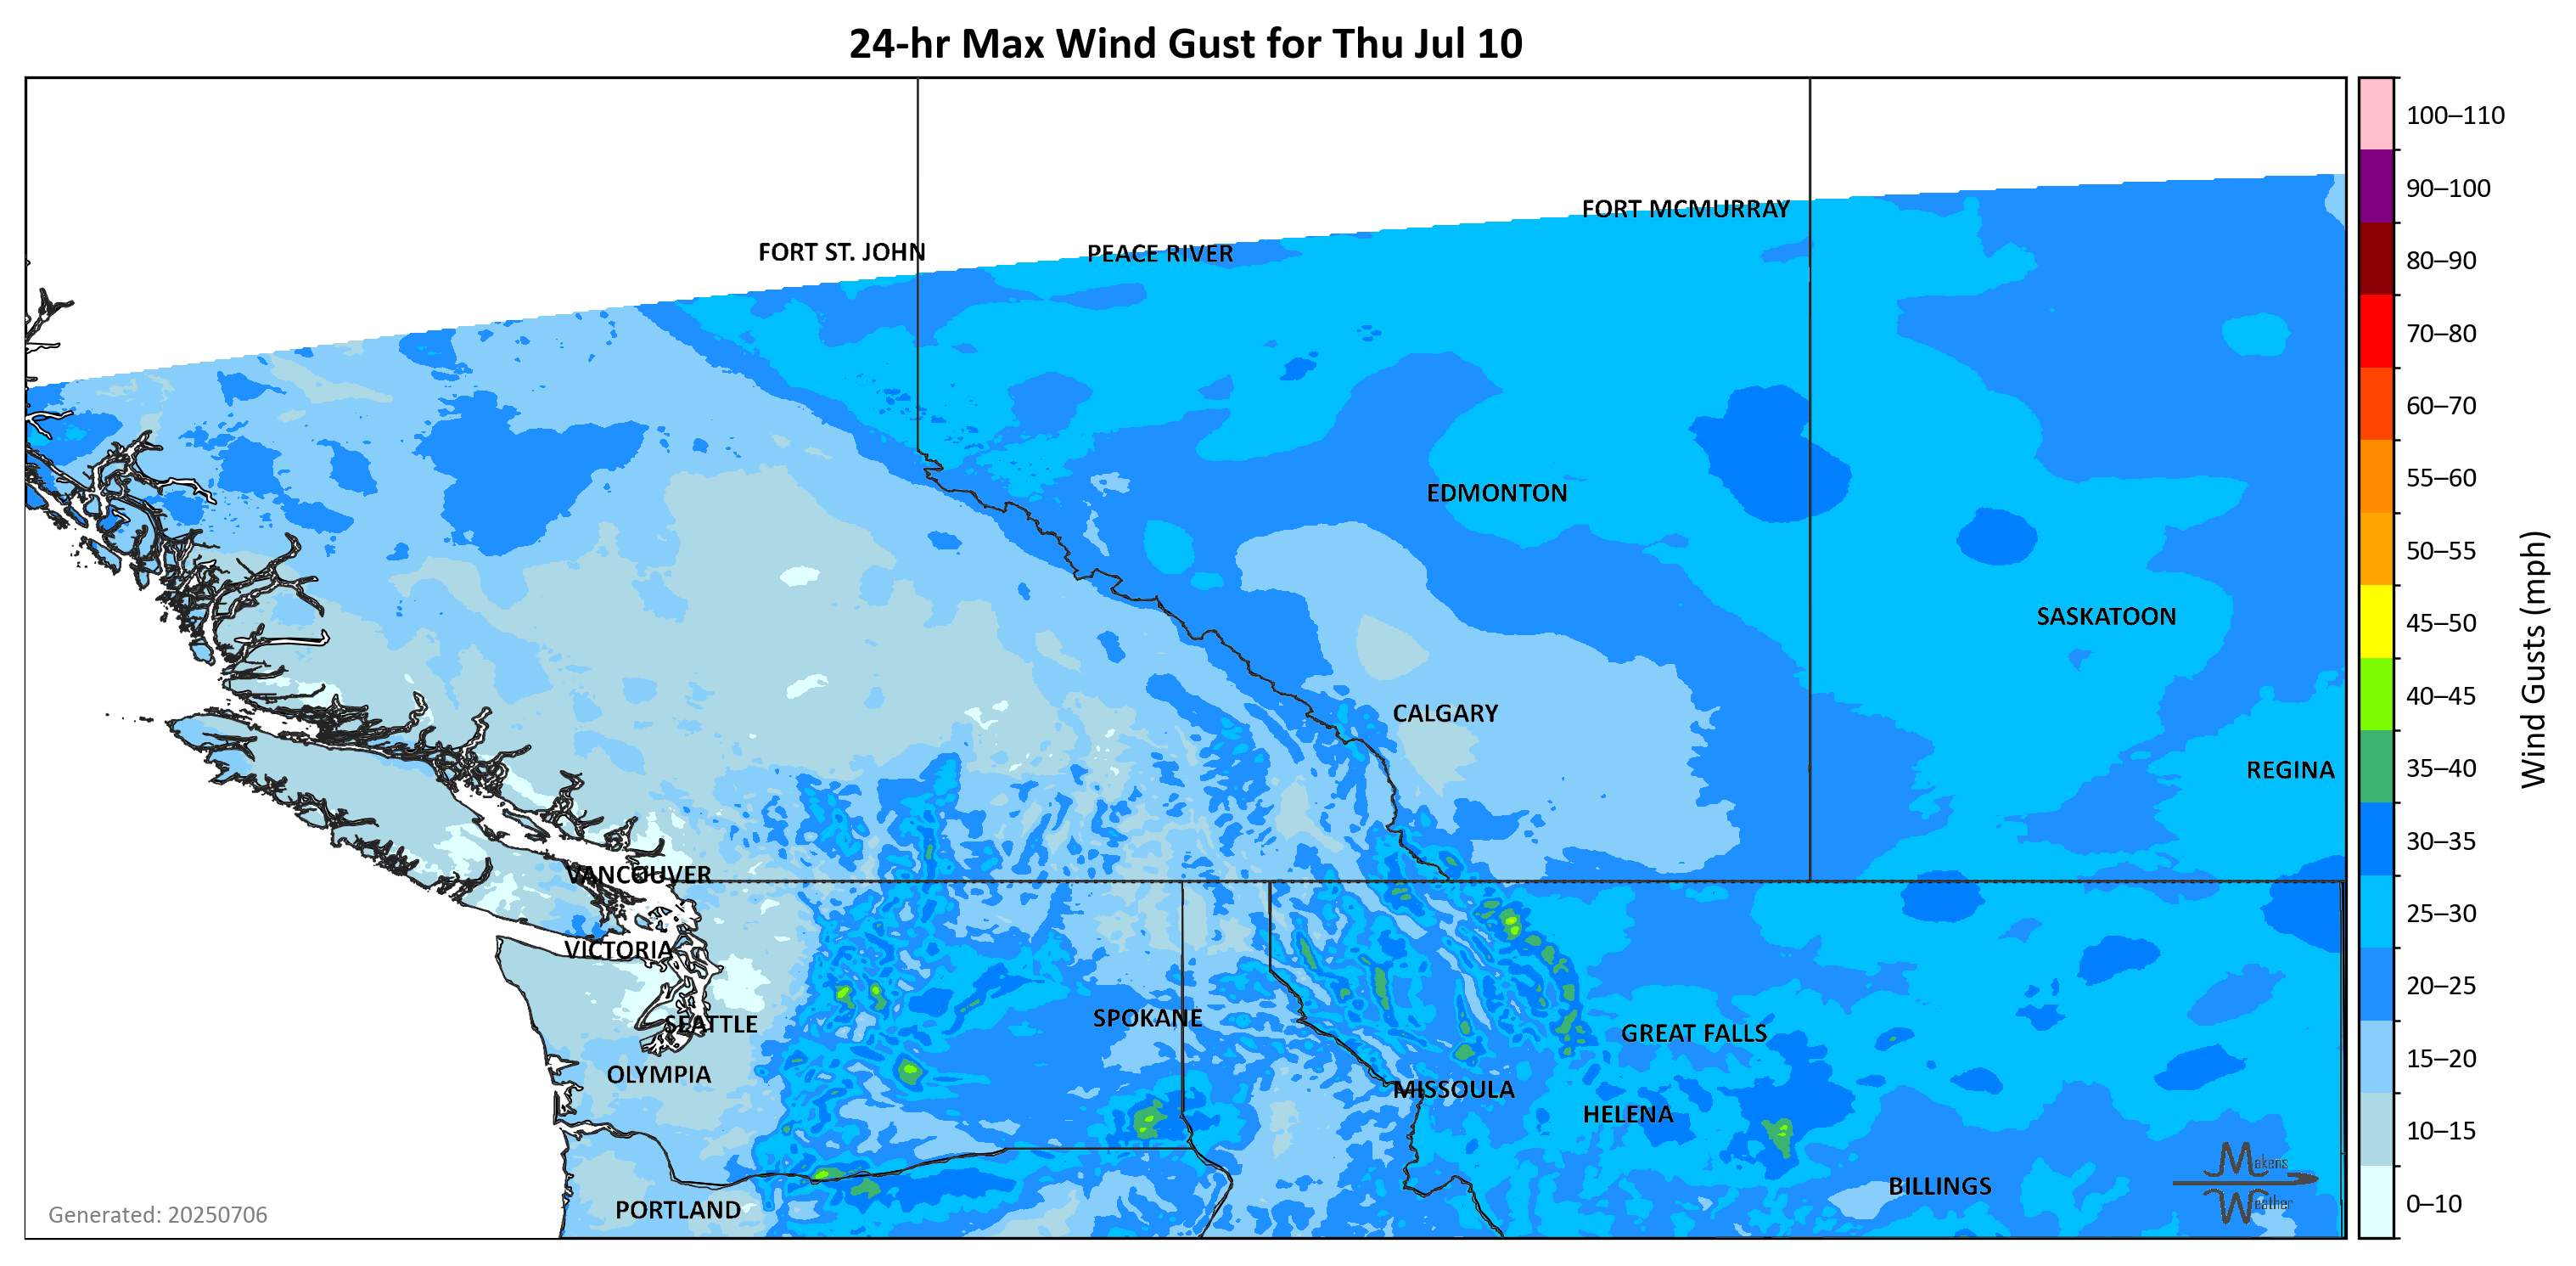 24-hr Max Wind Gust for Thu Jul 10
100–110
90–100
80–90
70–80
60–70
55–60
50–55
45–50
40–45
35–40
30–35
25–30
20–25
15–20
10–15
0–10
Wind Gusts (mph)
FORT MCMURRAY
FORT ST. JOHN
PEACE RIVER
EDMONTON
SASKATOON
CALGARY
REGINA
VANCOUVER
VICTORIA
SPOKANE
SEATTLE
GREAT FALLS
OLYMPIA
MISSOULA
HELENA
BILLINGS
PORTLAND
Makens
Weather
Generated: 20250706